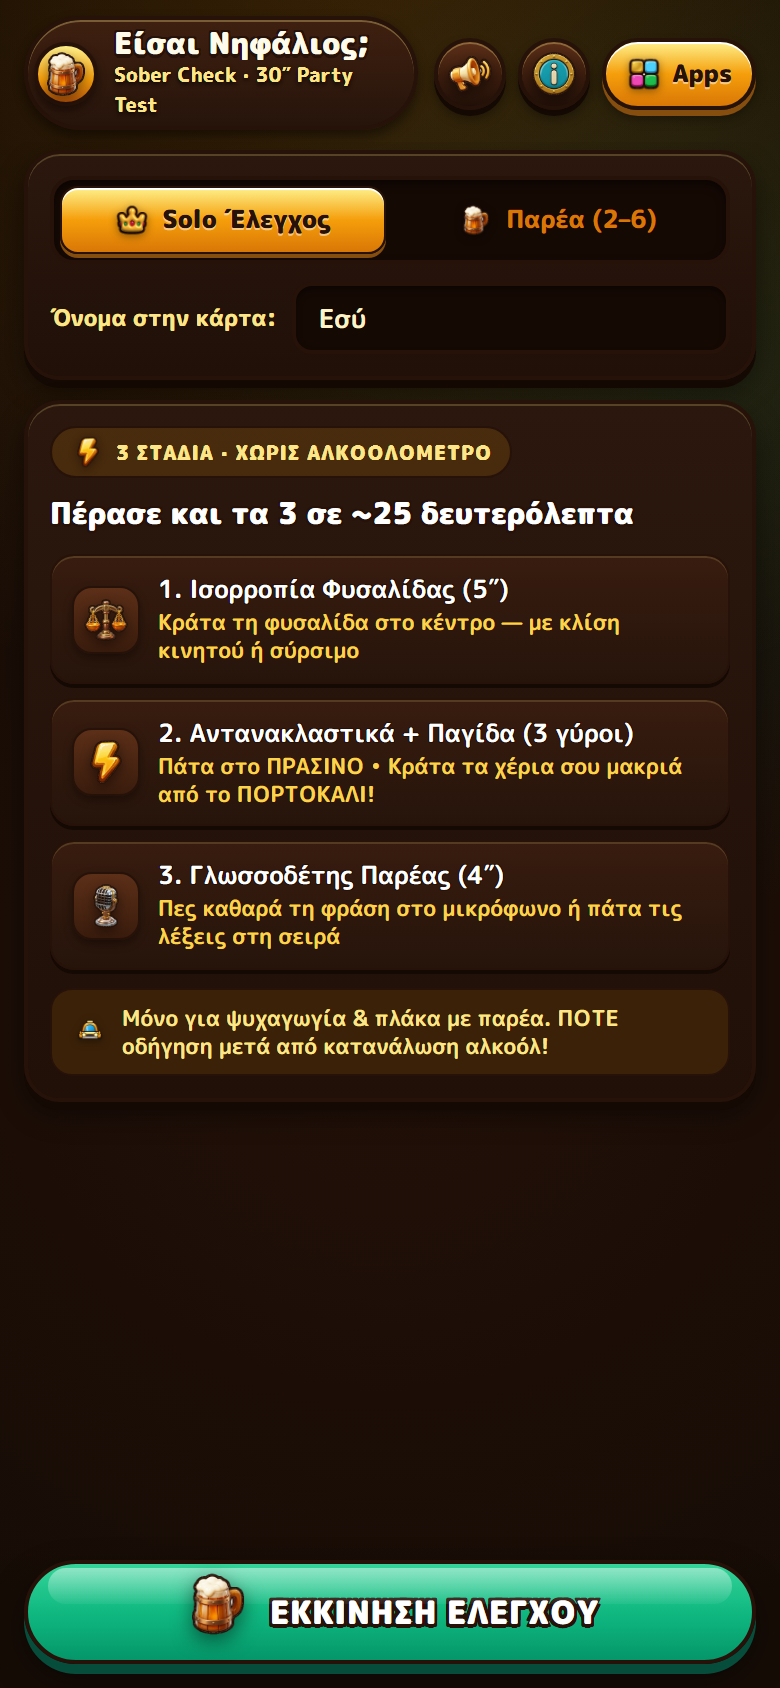 Είσαι Νηφάλιος;
Sober Check · 30″ Party
Test
Apps
Solo Έλεγχος
Παρέα (2–6)
Όνομα στην κάρτα:
Εσύ
3 ΣΤΑΔΙΑ · ΧΩΡΙΣ ΑΛΚΟΟΛΟΜΕΤΡΟ
Πέρασε και τα 3 σε ~25 δευτερόλεπτα
1. Ισορροπία Φυσαλίδας (5″)
Κράτα τη φυσαλίδα στο κέντρο — με κλίση
κινητού ή σύρσιμο
2. Αντανακλαστικά + Παγίδα (3 γύροι)
Πάτα στο ΠΡΑΣΙΝΟ • Κράτα τα χέρια σου μακριά
από το ΠΟΡΤΟΚΑΛΙ!
3. Γλωσσοδέτης Παρέας (4″)
Πες καθαρά τη φράση στο μικρόφωνο ή πάτα τις
λέξεις στη σειρά
Μόνο για ψυχαγωγία & πλάκα με παρέα. ΠΟΤΕ
οδήγηση μετά από κατανάλωση αλκοόλ!
ΕΚΚΙΝΗΣΗ ΕΛΕΓΧΟΥ